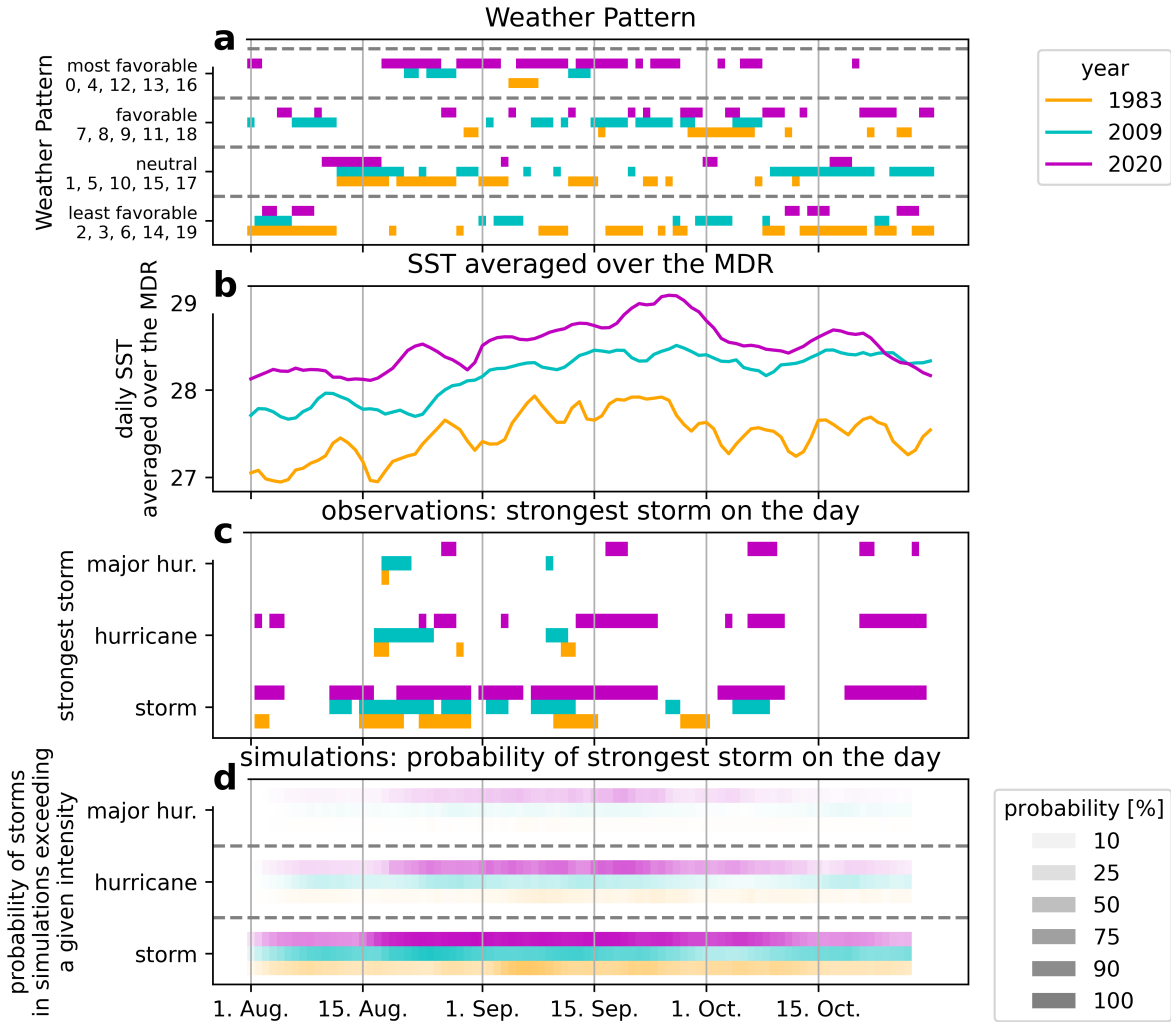 Weather Pattern
a
Weather Pattern
most favorable
0, 4, 12, 13, 16
favorable
7, 8, 9, 11, 18
neutral
1, 5, 10, 15, 17
least favorable
2, 3, 6, 14, 19
year
1983
2009
2020
SST averaged over the MDR
b
daily SST
averaged over the MDR
29
28
27
observations: strongest storm on the day
c
strongest storm
major hur.
hurricane
storm
simulations: probability of strongest storm on the day
d
probability of storms
in simulations exceeding
a given intensity
major hur.
hurricane
storm
probability [%]
10
25
50
75
90
100
1. Aug.
15. Aug.
1. Sep.
15. Sep.
1. Oct.
15. Oct.